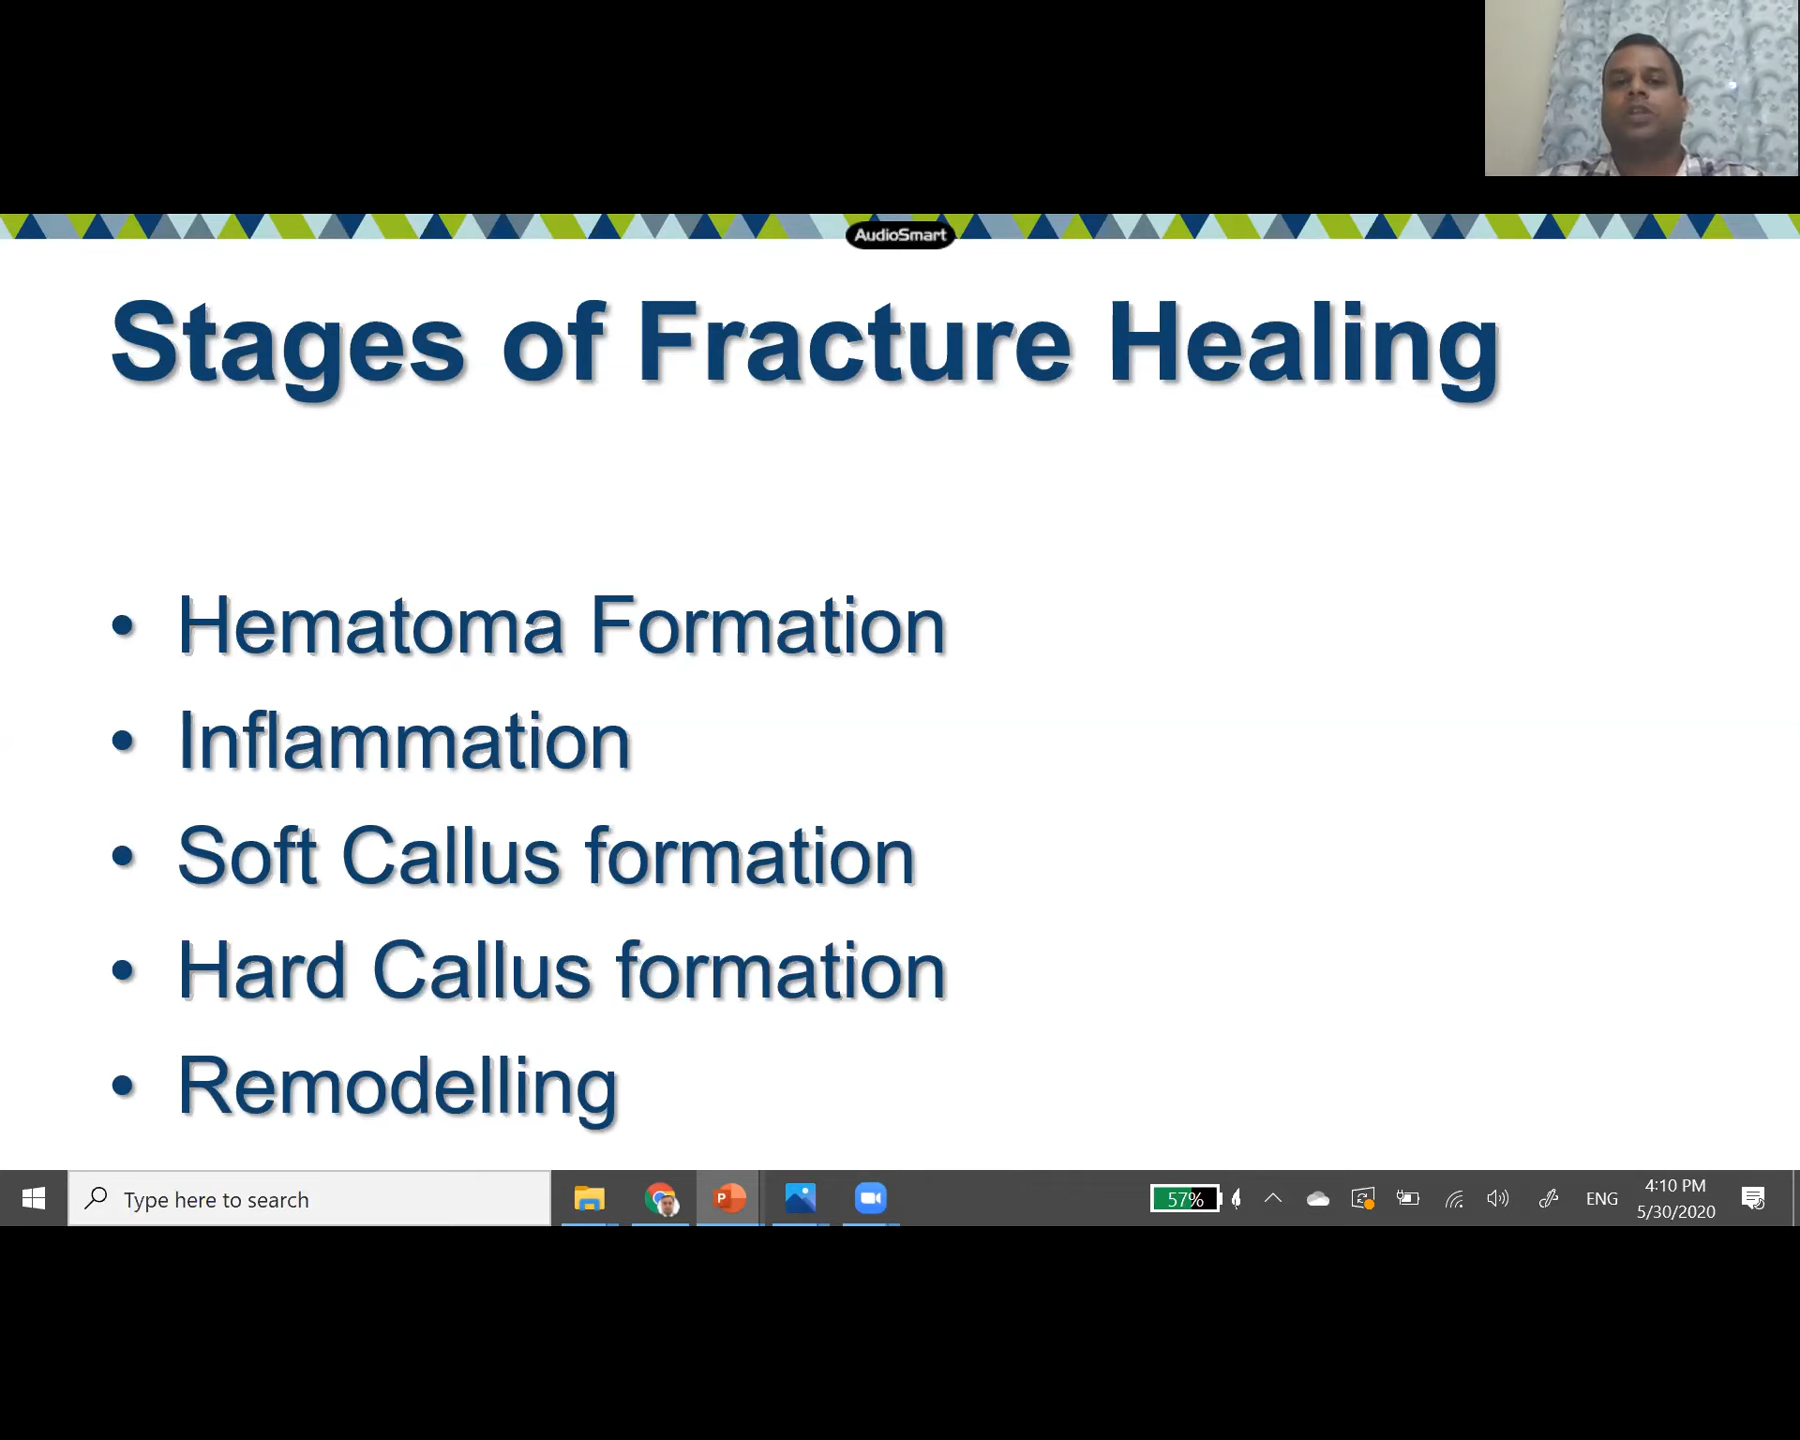 AudioSmart
Stages of Fracture Healing
• Hematoma Formation
• Inflammation
• Soft Callus formation
• Hard Callus formation
• Remodelling
Type here to search
57%
ENG
4:10 PM
5/30/2020